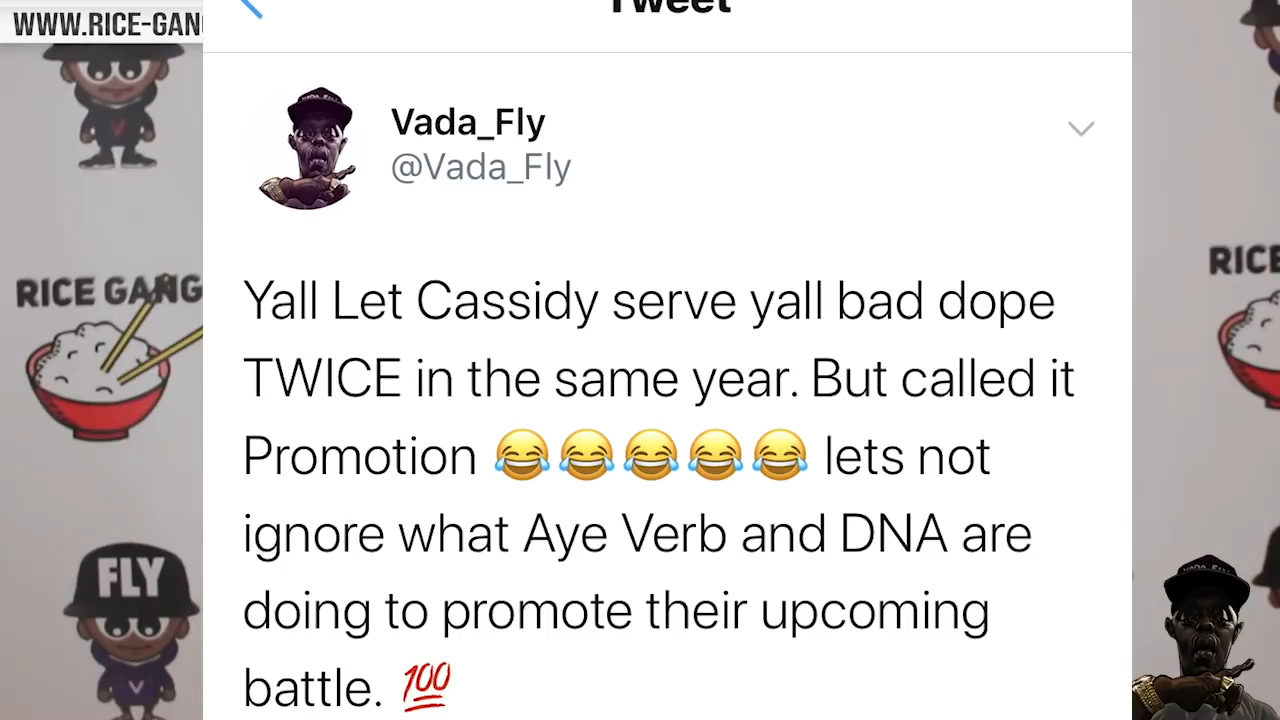 WWW.RICE-GAN
Tweet
Vada_Fly
@Vada_Fly
Yall Let Cassidy serve yall bad dope
TWICE in the same year. But called it
Promotion 😂😂😂😂😂 lets not
ignore what Aye Verb and DNA are
doing to promote their upcoming
battle. 💯
RICE GANG
FLY
V
RICE